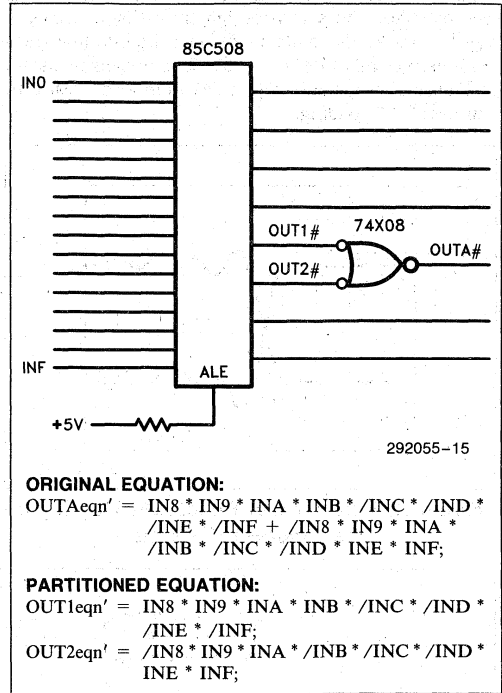 85C508
IN0
OUT1#
74X08
OUTA#
OUT2#
INF
ALE
+5V
292055-15
ORIGINAL EQUATION:
OUTAeqn' = IN8 * IN9 * INA * INB * /INC * /IND *
/INE * /INF + /IN8 * IN9 * INA *
/INB * /INC * /IND * INE * INF;
PARTITIONED EQUATION:
OUT1eqn' = IN8 * IN9 * INA * INB * /INC * /IND *
/INE * /INF;
OUT2eqn' = /IN8 * IN9 * INA * /INB * /INC * /IND *
INE * INF;